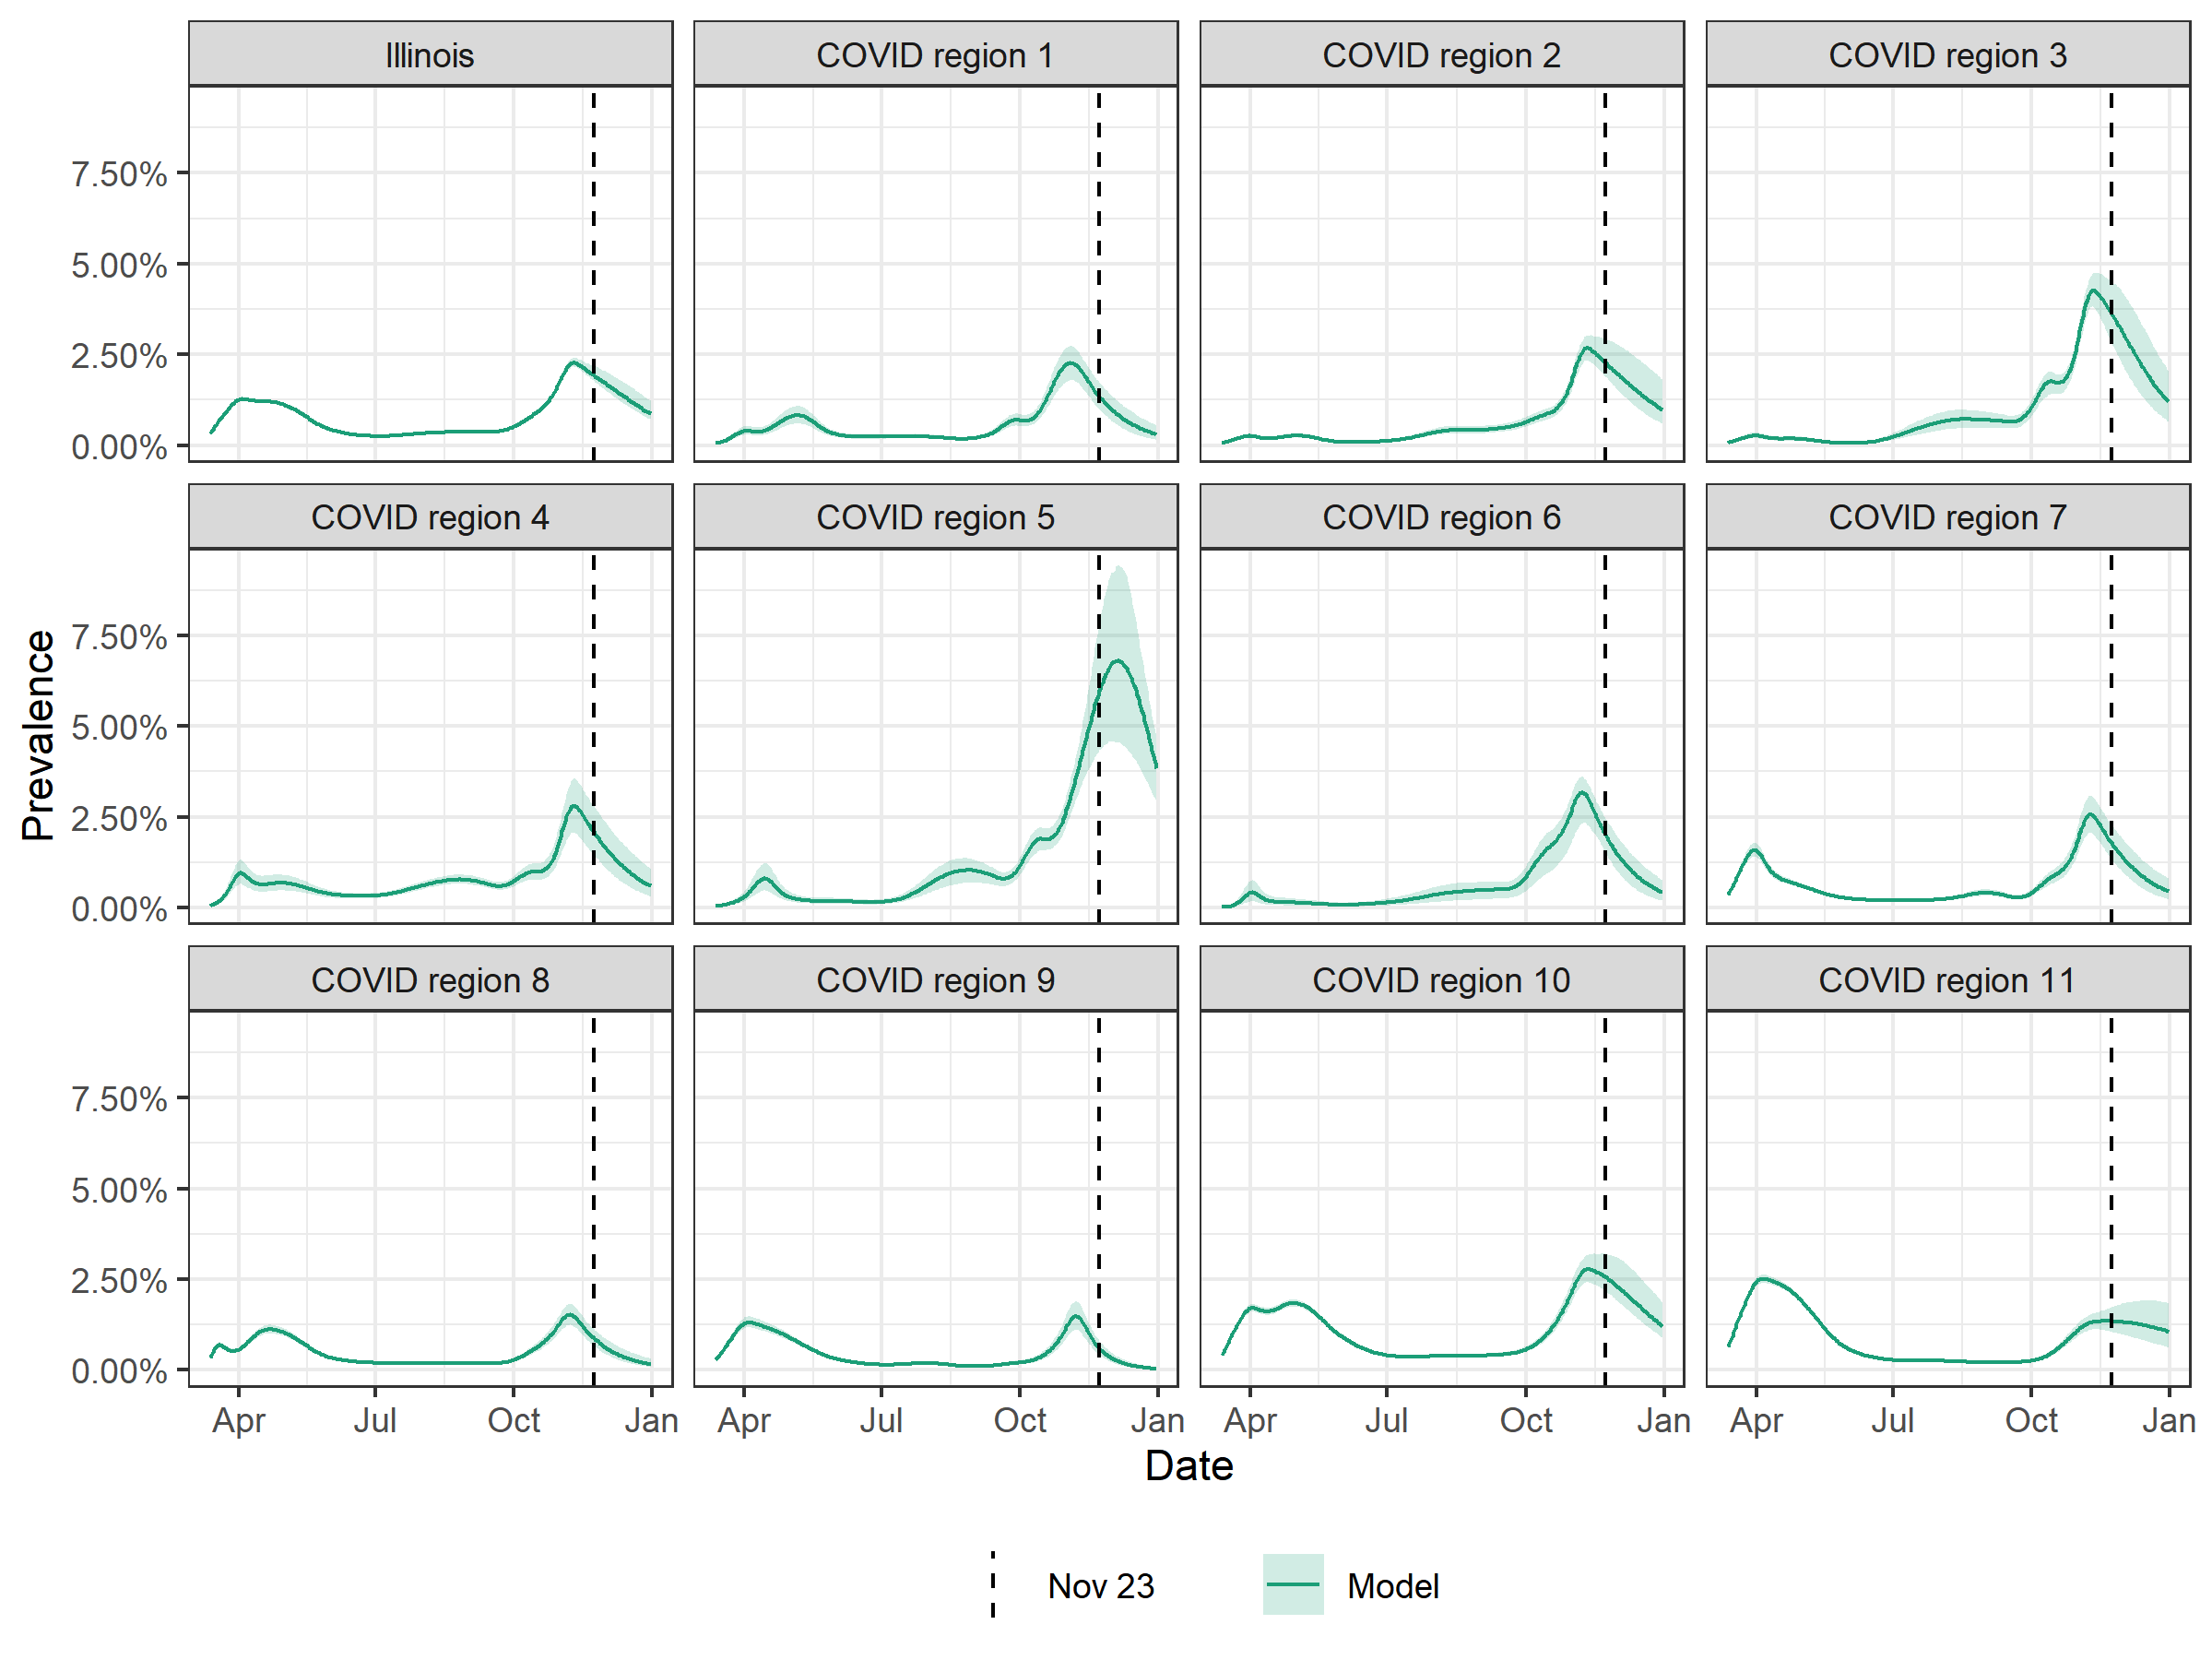 Illinois
COVID region 1
COVID region 2
COVID region 3
7.50%
5.00%
2.50%
0.00%
COVID region 4
COVID region 5
COVID region 6
COVID region 7
Prevalence
7.50%
5.00%
2.50%
0.00%
COVID region 8
COVID region 9
COVID region 10
COVID region 11
7.50%
5.00%
2.50%
0.00%
Apr Jul Oct Jan
Apr Jul Oct Jan
Apr Jul Oct Jan
Apr Jul Oct Jan
Date
Nov 23
Model